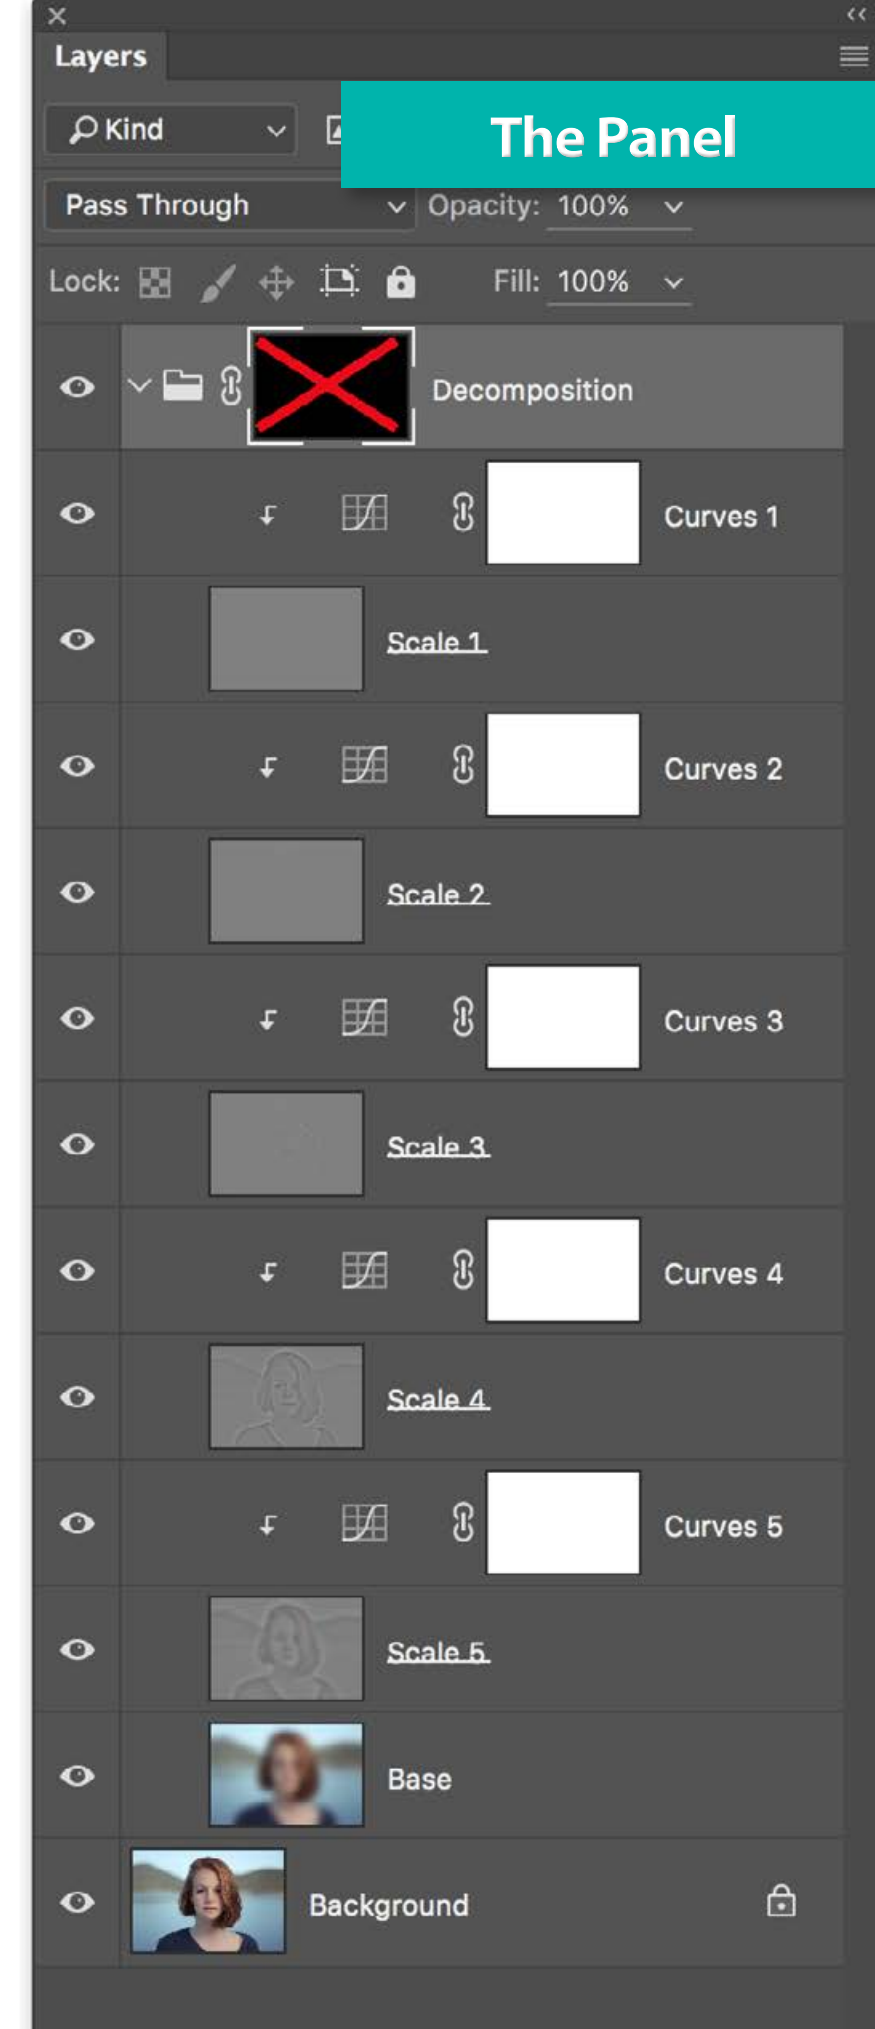 Layers
The Panel
Kind
Pass Through
Opacity: 100%
Lock:
Fill: 100%
Decomposition
Curves 1
Scale 1
Curves 2
Scale 2
Curves 3
Scale 3
Curves 4
Scale 4
Curves 5
Scale 5
Base
Background